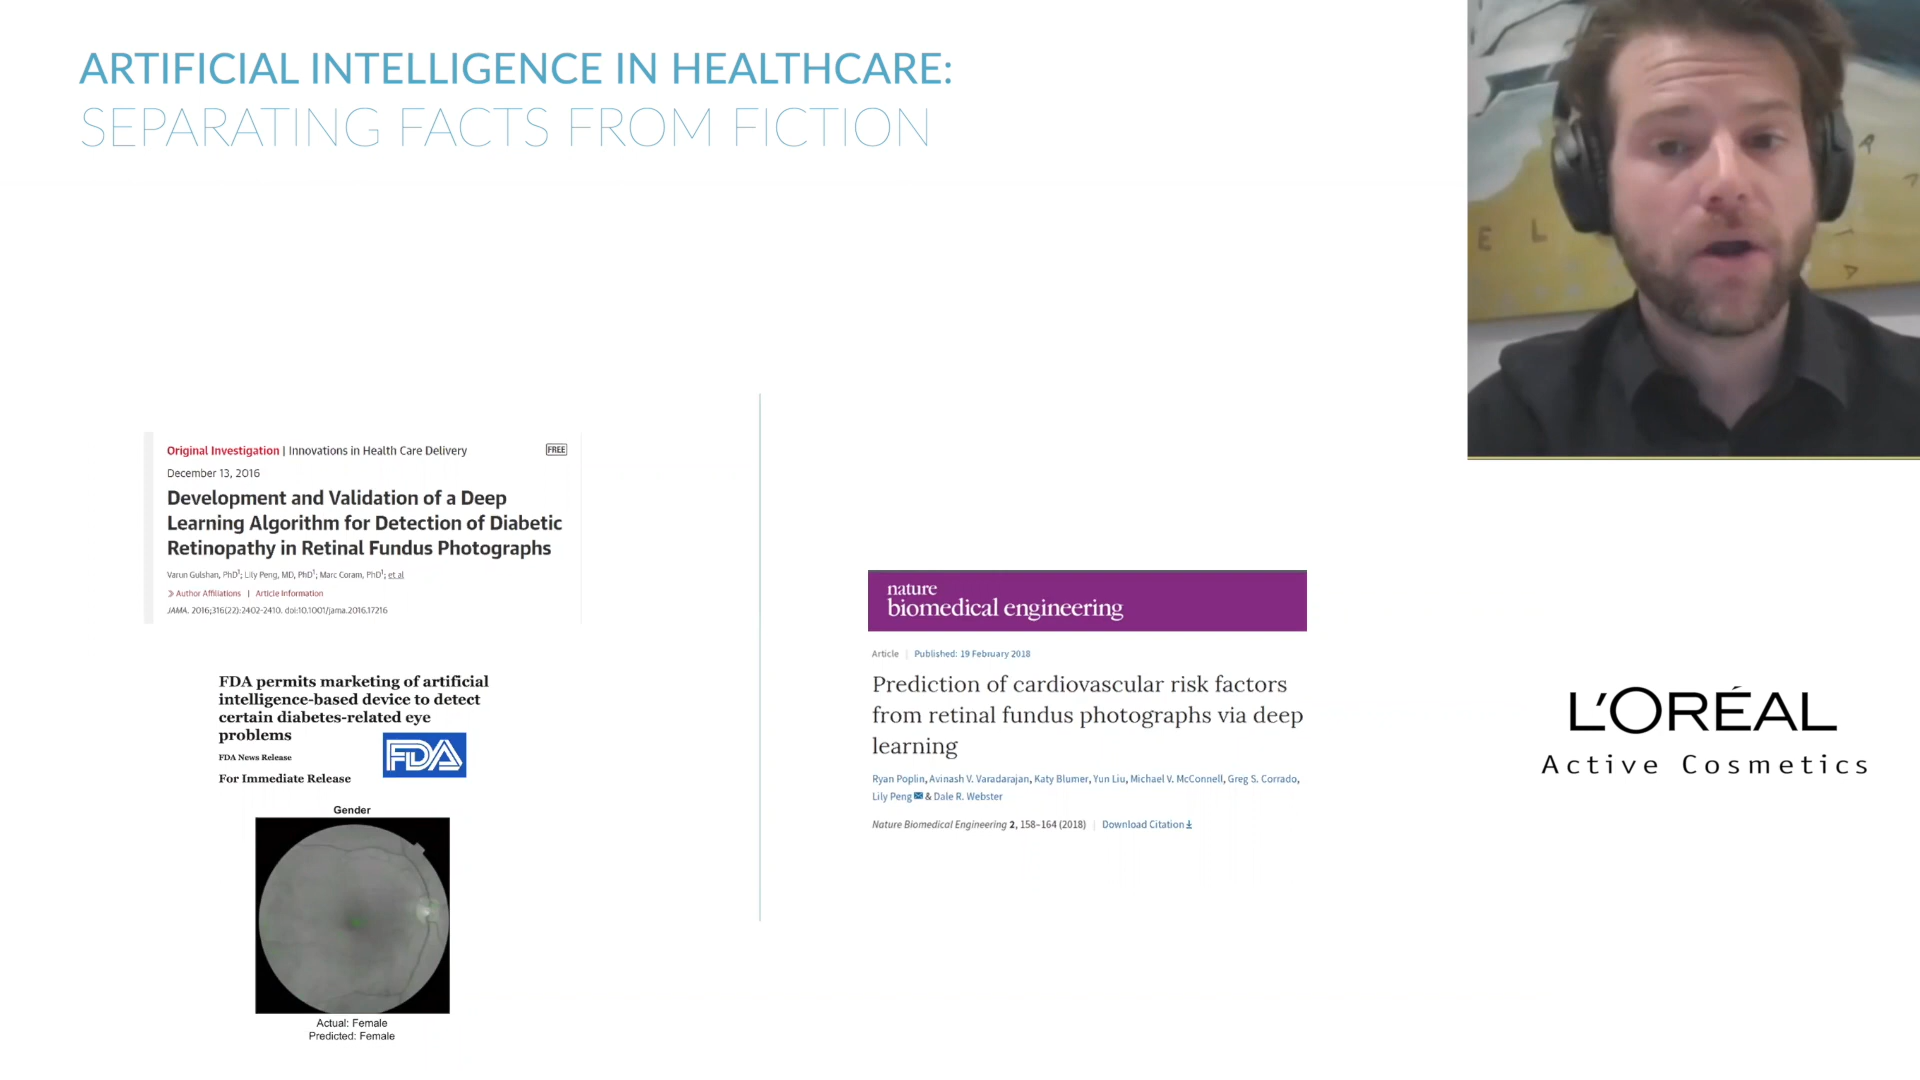 ARTIFICIAL INTELLIGENCE IN HEALTHCARE:
SEPARATING FACTS FROM FICTION
E L
A
Original Investigation | Innovations in Health Care Delivery
FREE
December 13, 2016
Development and Validation of a Deep
Learning Algorithm for Detection of Diabetic
Retinopathy in Retinal Fundus Photographs
Varun Gulshan, PhD1; Lily Peng, MD, PhD1; Marc Coram, PhD1; et al
Author Affiliations | Article Information
JAMA. 2016;316(22):2402-2410. doi:10.1001/jama.2016.17216
FDA permits marketing of artificial
intelligence-based device to detect
certain diabetes-related eye
problems
FDA News Release
For Immediate Release
FDA
Gender
Actual: Female
Predicted: Female
nature
biomedical engineering
Article | Published: 19 February 2018
Prediction of cardiovascular risk factors
from retinal fundus photographs via deep
learning
Ryan Poplin, Avinash V. Varadarajan, Katy Blumer, Yun Liu, Michael V. McConnell, Greg S. Corrado,
Lily Peng & Dale R. Webster
Nature Biomedical Engineering 2, 158–164 (2018) | Download Citation
L'ORÉAL
Active Cosmetics